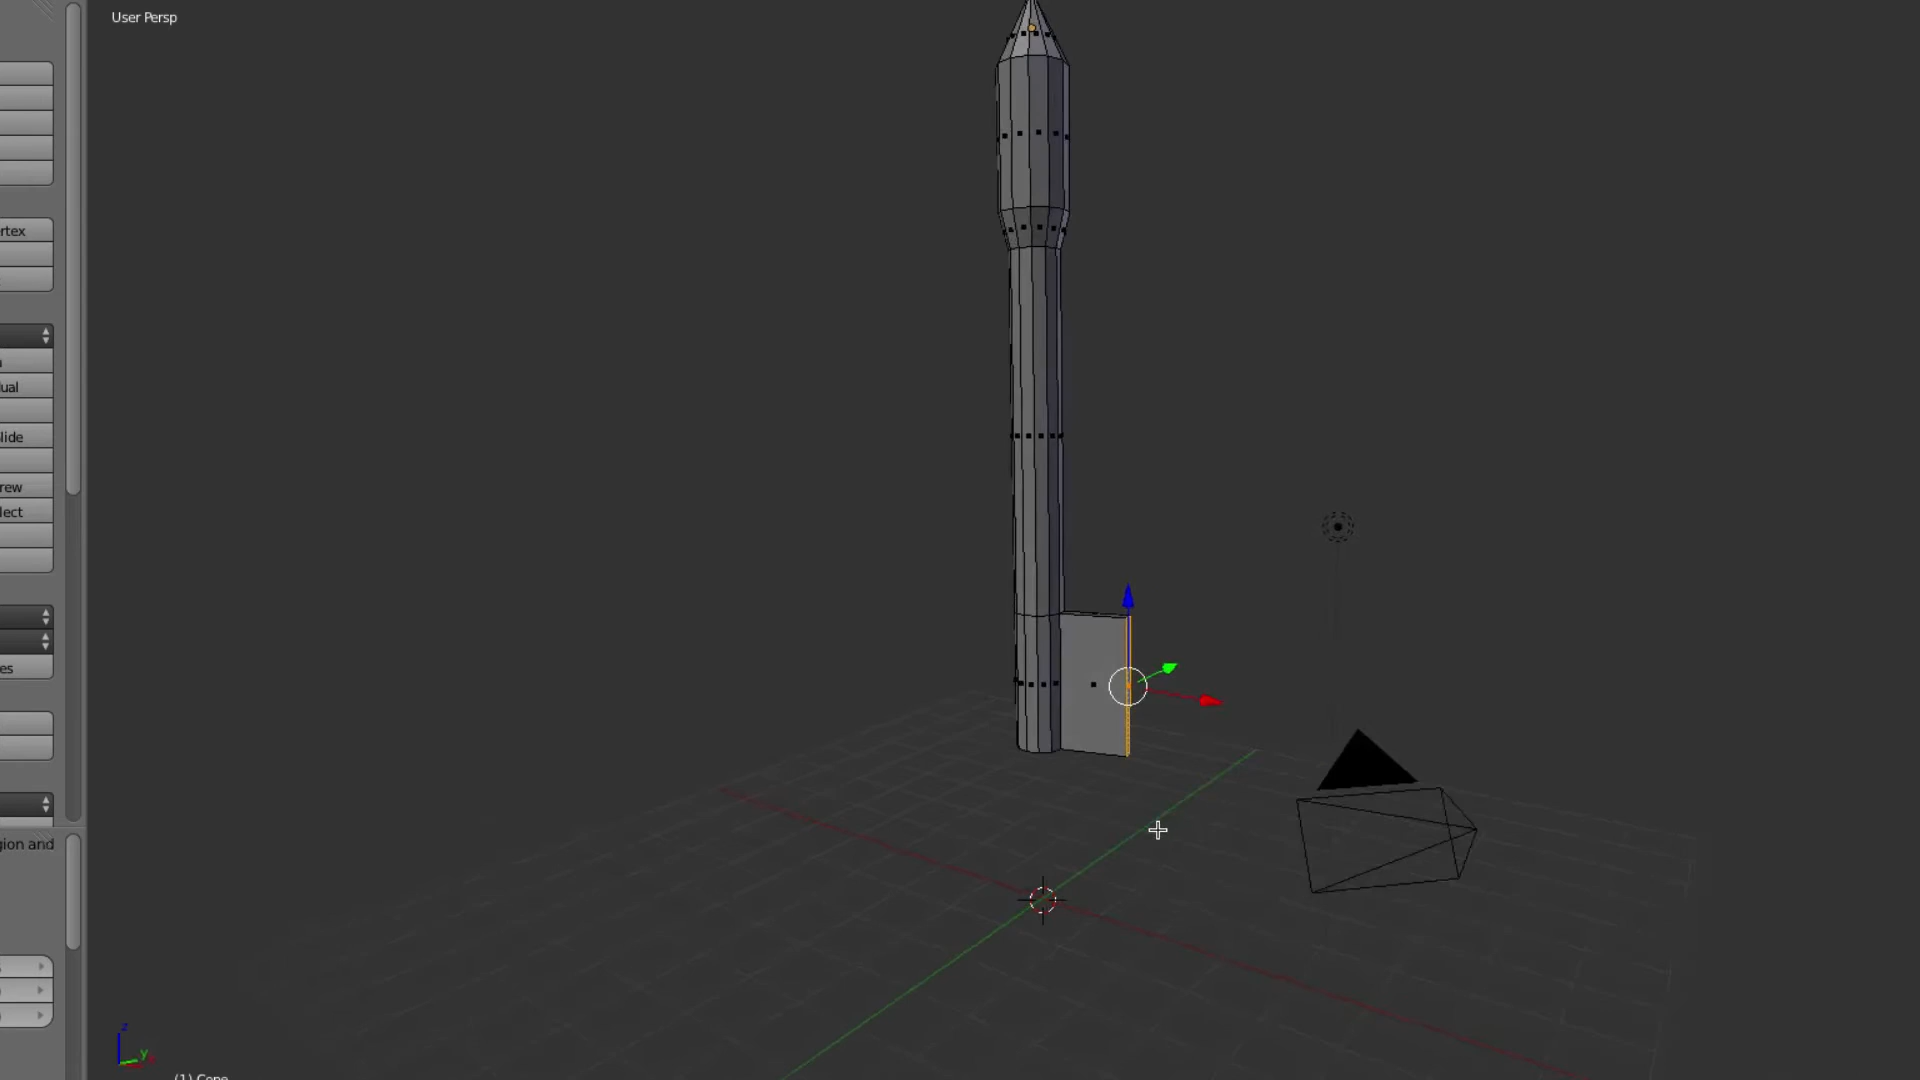 User Persp
rtex
ual
lide
rew
lect
es
gion and
z
y
(1) Cone